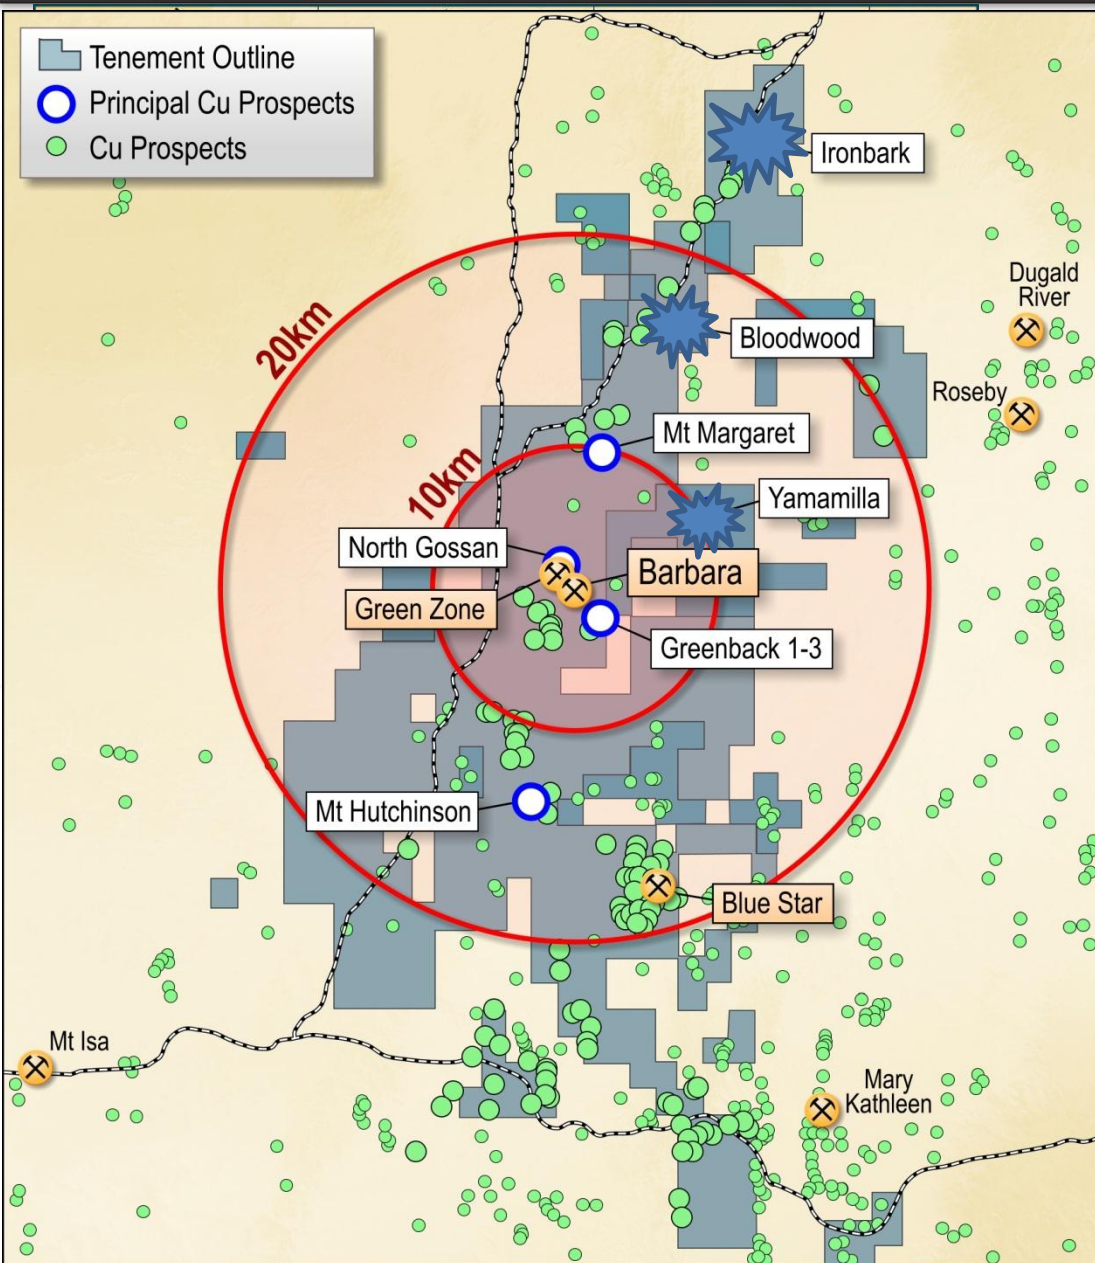 Tenement Outline
Principal Cu Prospects
Cu Prospects
Ironbark
Dugald
River
20km
Bloodwood
Roseby
Mt Margaret
10km
Yamamilla
North Gossan
Barbara
Green Zone
Greenback 1-3
Mt Hutchinson
Blue Star
Mt Isa
Mary
Kathleen